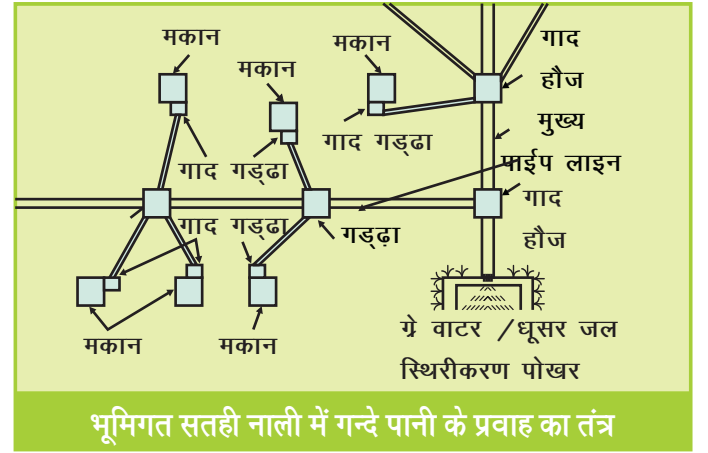 मकान
मकान
मकान
गाद
हौज
मुख्य
पाईप लाइन
गाद गड्ढा
गाद गड्ढा
गाद
हौज
गाद गड्ढा
गड्ढ़ा
मकान
मकान
ग्रे वाटर /धूसर जल
स्थिरीकरण पोखर
भूमिगत सतही नाली में गन्दे पानी के प्रवाह का तंत्र